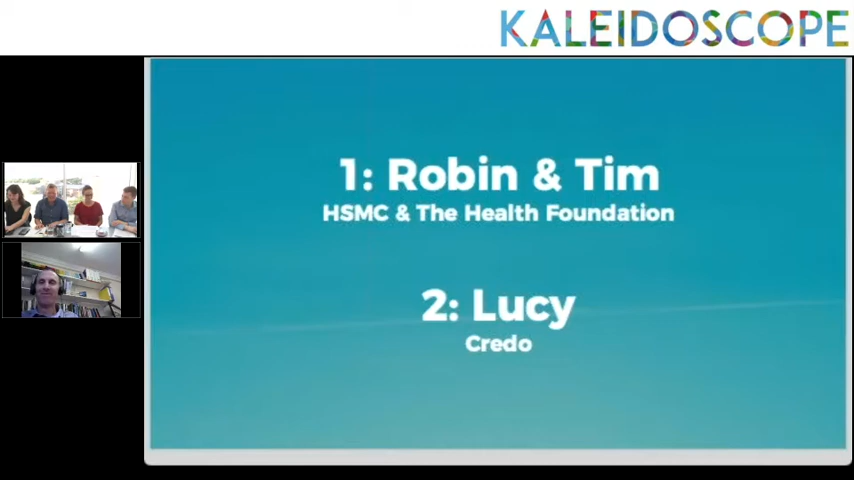 KALEIDOSCOPE
1: Robin & Tim
HSMC & The Health Foundation
2: Lucy
Credo